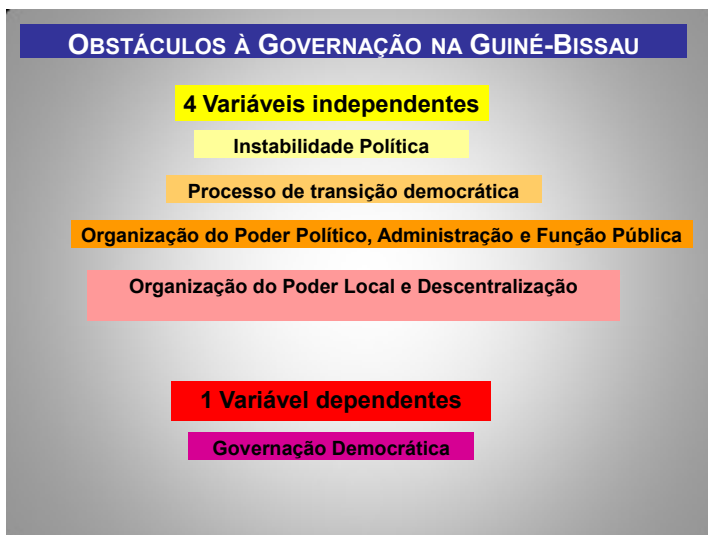 OBSTÁCULOS À GOVERNAÇÃO NA GUINÉ-BISSAU
4 Variáveis independentes
Instabilidade Política
Processo de transição democrática
Organização do Poder Político, Administração e Função Pública
Organização do Poder Local e Descentralização
1 Variável dependentes
Governação Democrática